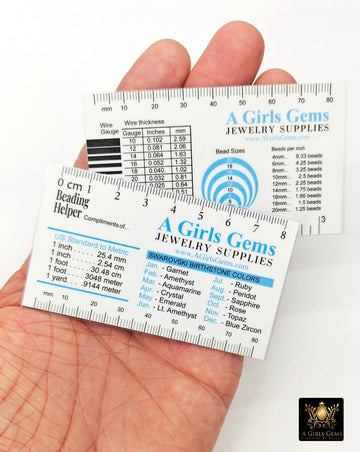 mm 10 20 30 40 50 60 70 80
Wire Gauge
Wire thickness
Gauge Inches mm
10 0.102 2.59
12 0.081 2.06
14 0.064 1.63
16 0.051 1.32
18 0.040 1.02
20 0.032 0.81
0.025 0.64
A Girls Gems
JEWELRY SUPPLIES
www.AGirlsGems.com
Bead Sizes
Beads per inch
4mm.... 6.33 beads
6mm.... 4.25 beads
8mm.... 3.25 beads
10mm... 2.5 beads
12mm... 2.25 beads
14mm... 1.75 beads
16mm... 1.66 beads
18mm... 1.5 beads
20mm... 1.25 beads
3
0 cm 1 2 3 4 5 6 7 8
Beading
Helper Compliments of...
A Girls Gems
JEWELRY SUPPLIES
www.AGirlsGems.com
US Standard to Metric
1 inch ........ 25.4 mm
1 inch ........ 2.54 cm
1 foot ........ 30.48 cm
1 foot ........ .3048 meter
1 yard ........ .9144 meter
SWAROVSKI BIRTHSTONE COLORS
Jan. - Garnet
Feb. - Amethyst
Mar. - Aquamarine
Apr. - Crystal
May - Emerald
Jun. - Lt. Amethyst
Jul. - Ruby
Aug. - Peridot
Sept. - Sapphire
Oct. - Rose
Nov. - Topaz
Dec. - Blue Zircon
mm 10 20 30 40 50
A GIRLS GEMS